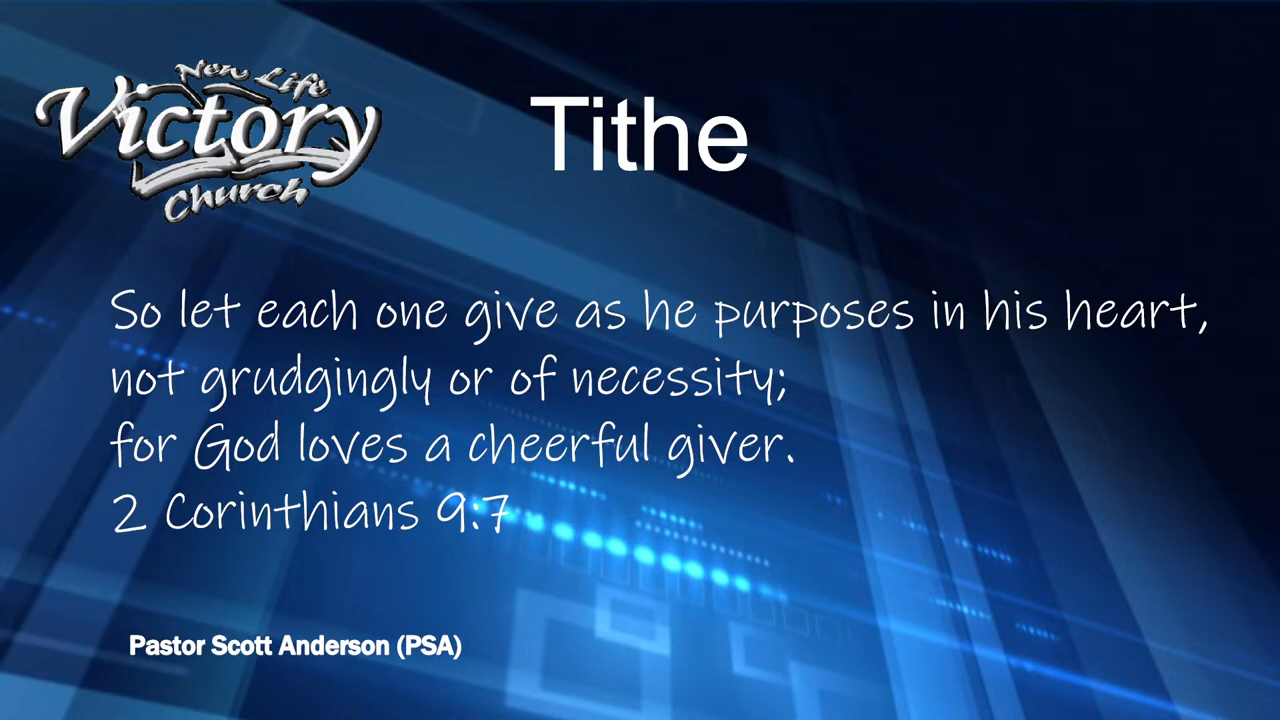 New Life
Victory
Church
Tithe
So let each one give as he purposes in his heart,
not grudgingly or of necessity;
for God loves a cheerful giver.
2 Corinthians 9:7
Pastor Scott Anderson (PSA)